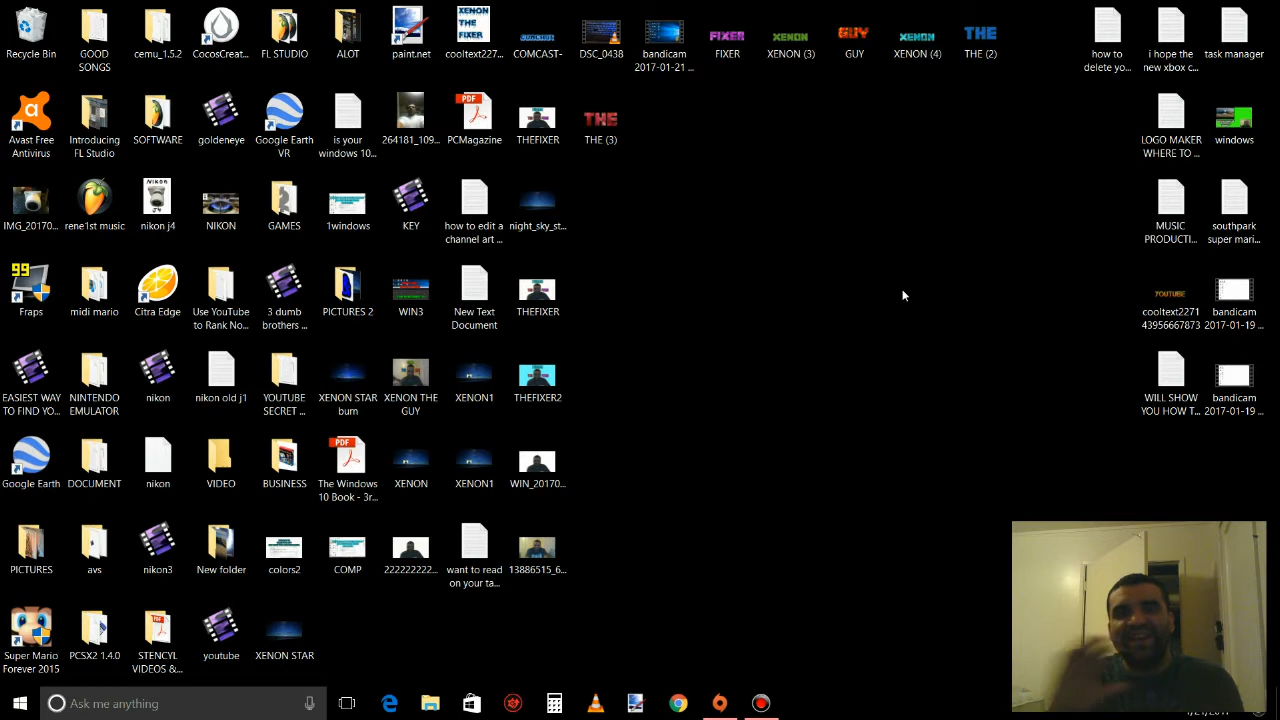 Recycle Bin
GOOD
SONGS
cemu_1.5.2
CocosCreat...
FL STUDIO
ALOT
paint.net
XENON
THE
FIXER
cooltext227...
COMCAST-
DSC_0438
bandicam
2017-01-21 ...
FIXER
FIXER
XENON
XENON (3)
GUY
GUY
XENON
XENON (4)
THE
THE (2)
how to
delete yo...
i hope the
new xbox c...
task manager
Avast Free
Antivirus
Introducing
FL Studio
SOFTWARE
goldeneye
Google Earth
VR
is your
windows 10...
264181_109...
PDF
PCMagazine
THEFIXER
THE
THE (3)
LOGO MAKER
WHERE TO ...
windows
IMG_20170...
rene1st music
NIKON
J4
nikon j4
NIKON
GAMES
1windows
KEY
how to edit a
channel art ...
night_sky_st...
MUSIC
PRODUCTI...
southpark
super mari...
99
Fraps
midi mario
Citra Edge
Use YouTube
to Rank No...
3 dumb
brothers ...
PICTURES 2
WIN3
New Text
Document
THEFIXER
YOUTUBE
cooltext2271
43956667873
bandicam
2017-01-19 ...
EASIEST WAY
TO FIND YO...
NINTENDO
EMULATOR
nikon
nikon old j1
YOUTUBE
SECRET ...
XENON STAR
burn
XENON THE
GUY
XENON1
THEFIXER2
WILL SHOW
YOU HOW T...
bandicam
2017-01-19 ...
Google Earth
DOCUMENT
nikon
VIDEO
BUSINESS
PDF
The Windows
10 Book - 3r...
XENON
XENON1
WIN_20170...
PICTURES
avs
nikon3
New folder
colors2
COMP
222222222...
want to read
on your ta...
13886515_6...
Super Mario
Forever 2015
PCSX2 1.4.0
STENCYL
VIDEOS &...
youtube
XENON STAR
Ask me anything